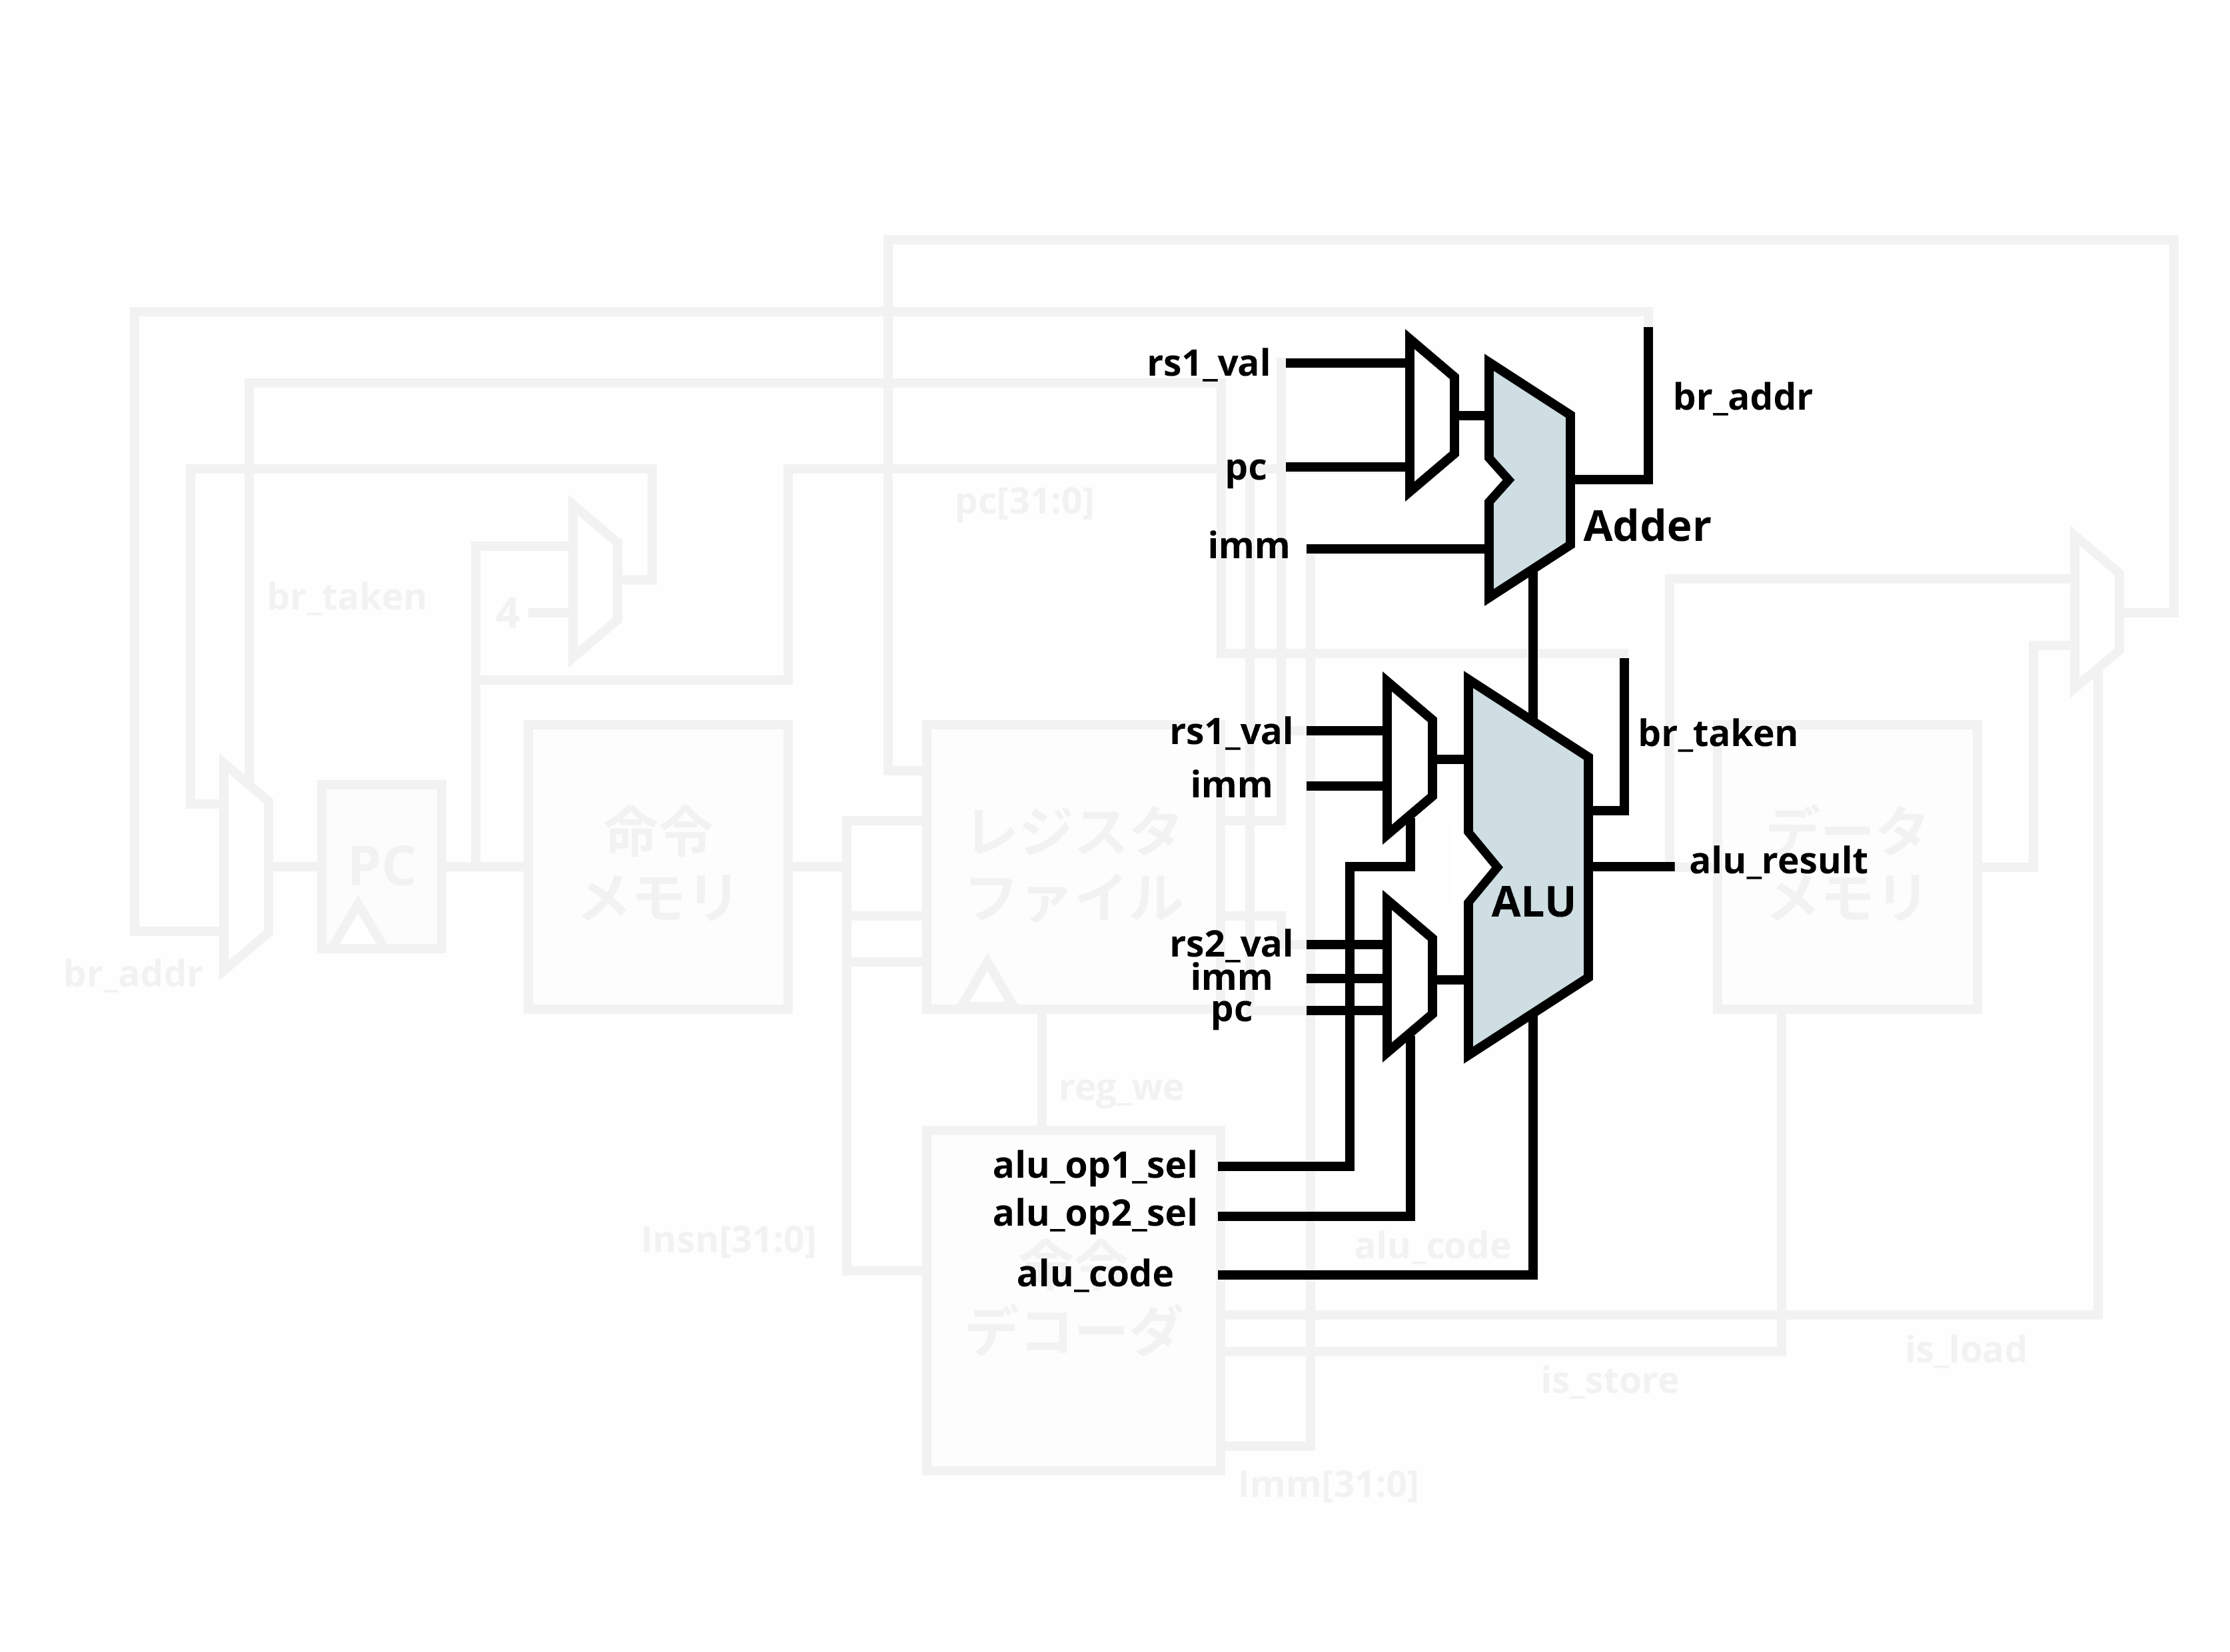 rs1_val
br_addr
pc
pc[31:0]
imm
Adder
br_taken
4
rs1_val
br_taken
imm
命令
メモリ
レジスタ
ファイル
データ
メモリ
PC
alu_result
ALU
rs2_val
imm
pc
br_addr
reg_we
alu_op1_sel
alu_op2_sel
Insn[31:0]
alu_code
alu_code
命令
デコーダ
is_load
is_store
Imm[31:0]